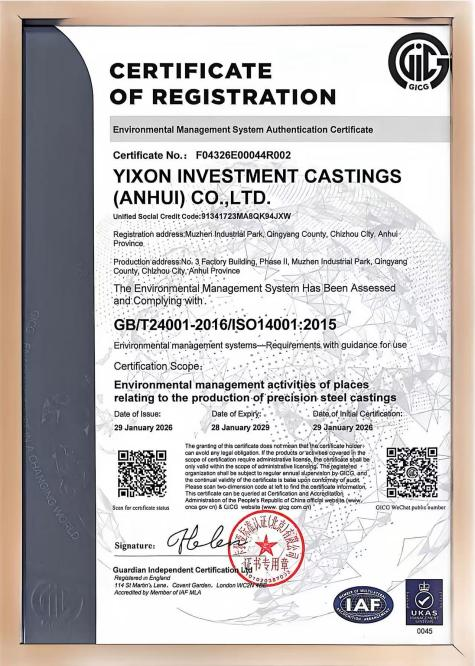 GICG
CERTIFICATE
OF REGISTRATION
Environmental Management System Authentication Certificate
Certificate No.: F04326E00044R002
YIXON INVESTMENT CASTINGS
(ANHUI) CO.,LTD.
Unified Social Credit Code:91341723MA8QK94JXW
Registration address:Muzhen Industrial Park, Qingyang County, Chizhou City, Anhui
Province
Production address:No. 3 Factory Building, Phase II, Muzhen Industrial Park, Qingyang
County, Chizhou City, Anhui Province
The Environmental Management System Has Been Assessed
and Complying with.
GB/T24001-2016/ISO14001:2015
Environmental management systems—Requirements with guidance for use
Certification Scope:
Environmental management activities of places
relating to the production of precision steel castings
Date of Issue: Date of Expiry: Date of Initial Certification:
29 January 2026 28 January 2029 29 January 2026
The granting of this certificate does not mean that the certificate holder
can avoid any legal obligation. If the products or activities covered in the
scope of certification require administrative license, the certificate shall be
only valid within the scope of administrative licensing. The registered
organization shall be subject to regular annual supervision by GICG, and
the continual validity of the certificate is base upon conformity of audit.
Please scan two-dimension code at left to find the certificate information.
This certificate can be queried at Certification and Accreditation
Administration of the People's Republic of China official website (www.
cnca gov cn) & GICG website (www. gicg com.cn)
Scan for certificate status
GICG WeChat public number
Signature: Helen
证书专用章
Guardian Independent Certification Ltd
Registered in England
114 St Martin's Lane, Covent Garden, London WC2N
Accredited by Member of IAF MLA
IAF
UKAS
MANAGEMENT
SYSTEMS
0045